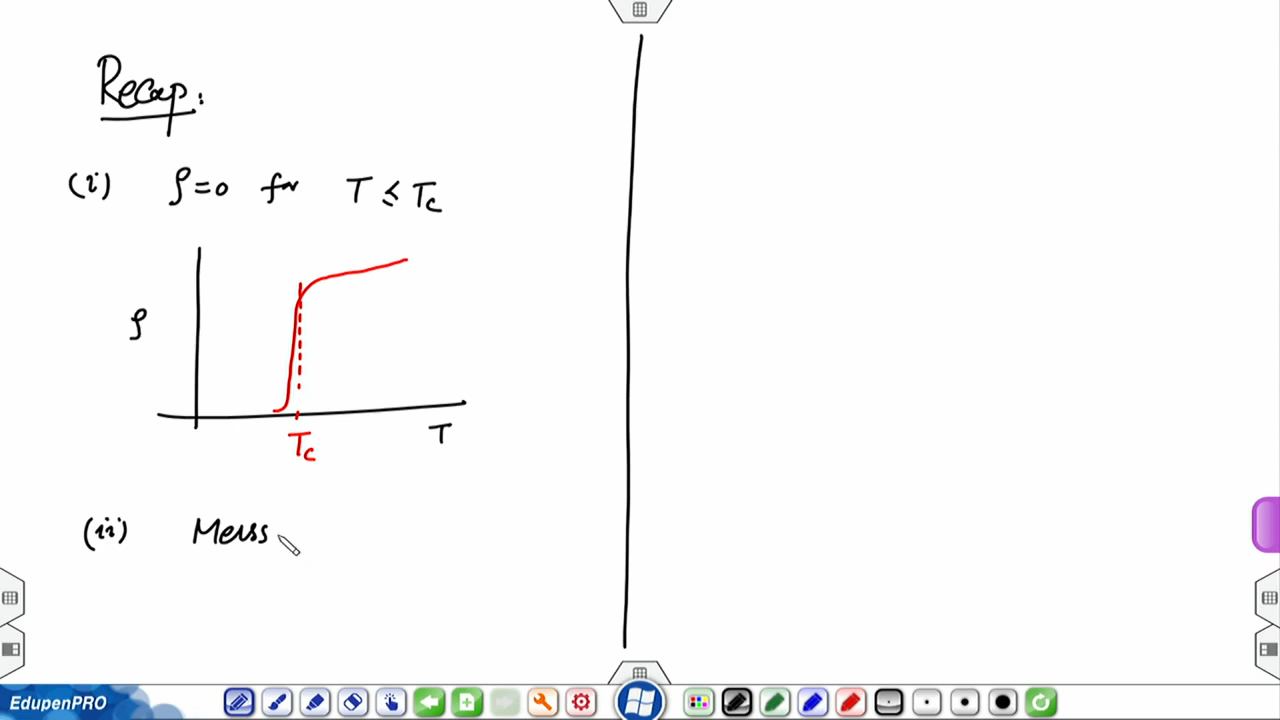 Recap:
(i) ρ=0 for T ≤ Tc
ρ
Tc
T
(ii) Meiss
EdupenPRO